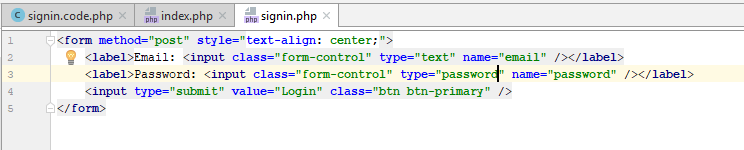 signin.code.php × index.php × signin.php ×
1 <form method="post" style="text-align: center;">
2 <label>Email: <input class="form-control" type="text" name="email" /></label>
3 <label>Password: <input class="form-control" type="password" name="password" /></label>
4 <input type="submit" value="Login" class="btn btn-primary" />
5 </form>